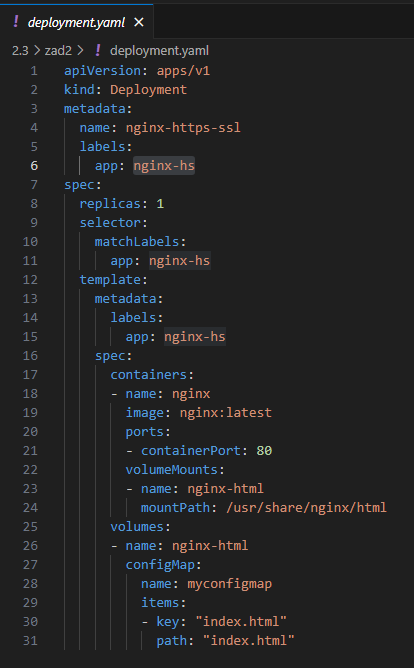 ! deployment.yaml ×
2.3 > zad2 > ! deployment.yaml
1 apiVersion: apps/v1
2 kind: Deployment
3 metadata:
4   name: nginx-https-ssl
5   labels:
6     app: nginx-hs
7 spec:
8   replicas: 1
9   selector:
10     matchLabels:
11       app: nginx-hs
12   template:
13     metadata:
14       labels:
15         app: nginx-hs
16     spec:
17       containers:
18       - name: nginx
19         image: nginx:latest
20         ports:
21         - containerPort: 80
22         volumeMounts:
23         - name: nginx-html
24           mountPath: /usr/share/nginx/html
25       volumes:
26       - name: nginx-html
27         configMap:
28           name: myconfigmap
29           items:
30           - key: "index.html"
31             path: "index.html"